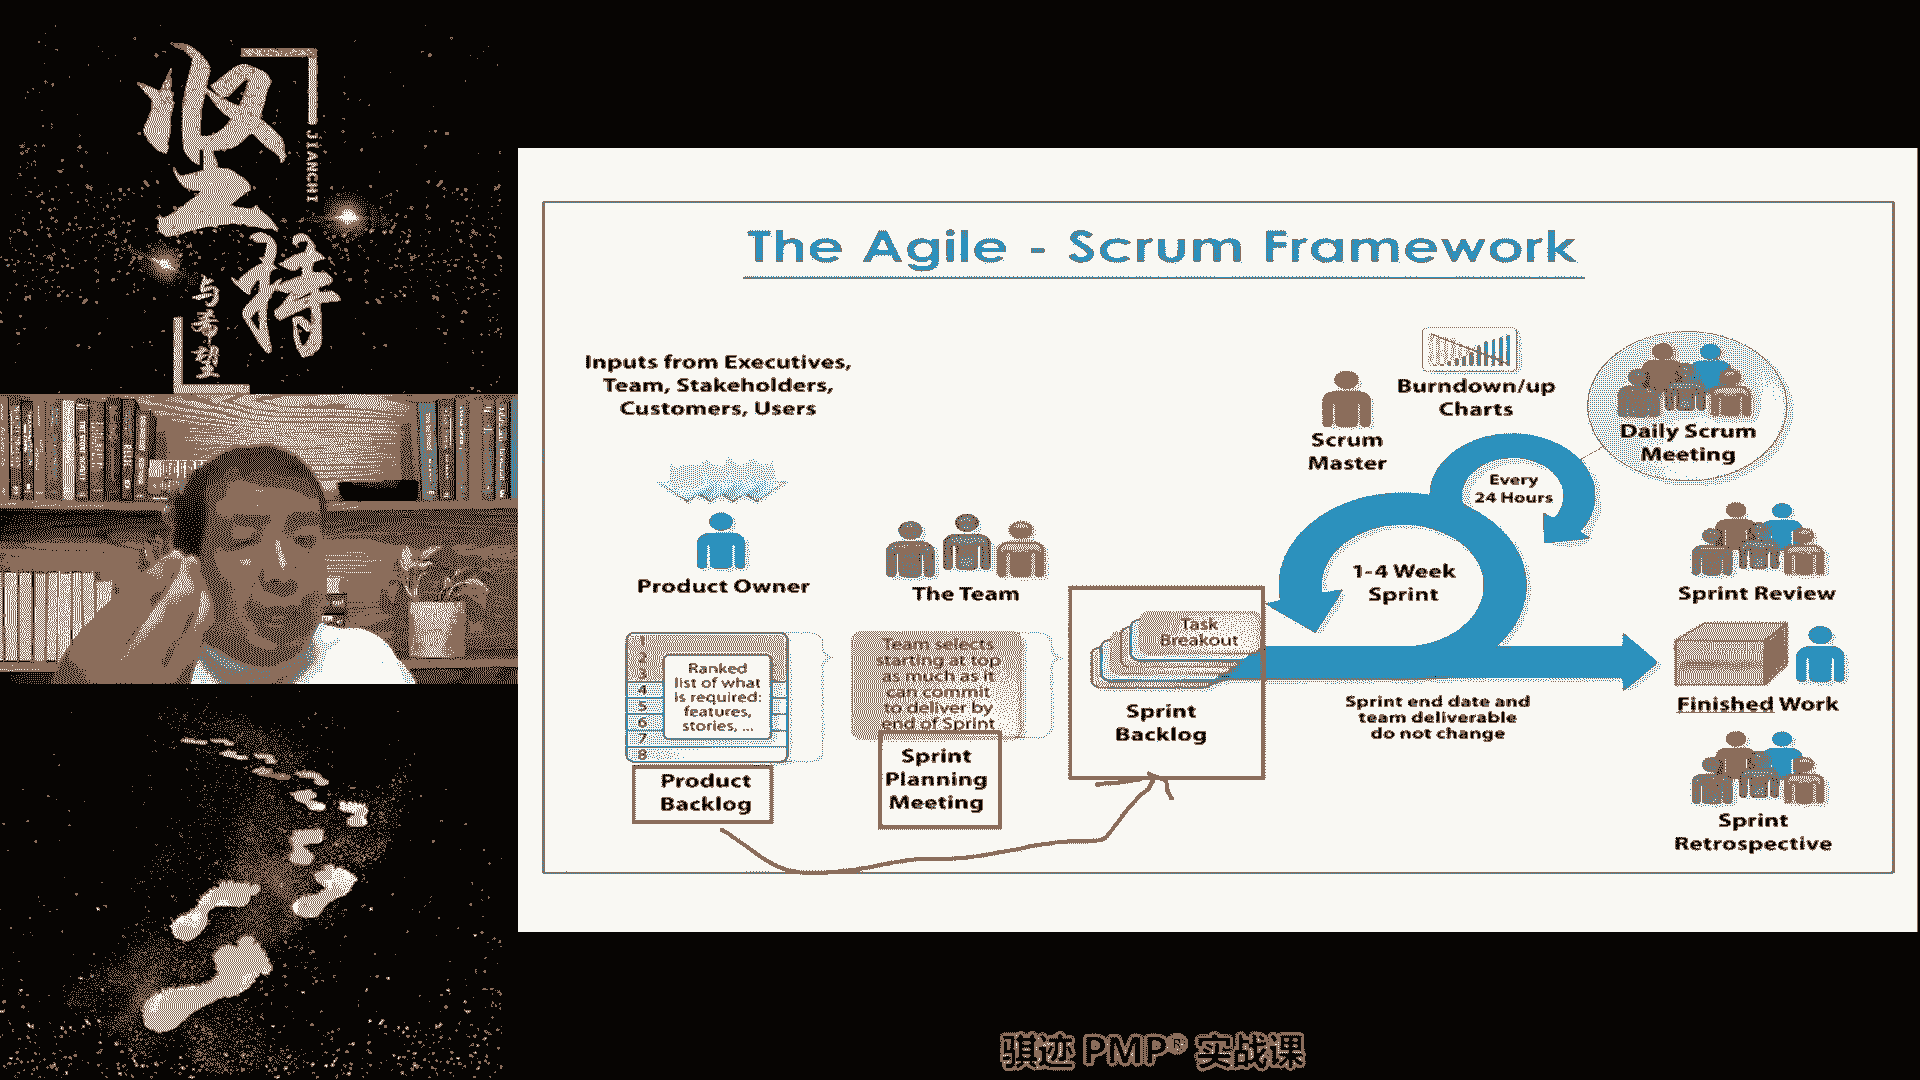 坚
持
JIANCHI
与希望
The Agile - Scrum Framework
Inputs from Executives,
Team, Stakeholders,
Customers, Users
Product Owner
The Team
1
2
3
4
5
6
7
8
Ranked
list of what
is required:
features,
stories, ...
Product
Backlog
Team selects
starting at top
as much as it
can commit
to deliver by
end of Sprint
Sprint
Planning
Meeting
Task
Breakout
Sprint
Backlog
Scrum
Master
Burndown/up
Charts
Every
24 Hours
Daily Scrum
Meeting
1-4 Week
Sprint
Sprint end date and
team deliverable
do not change
Sprint Review
Finished Work
Sprint
Retrospective
骐迹 PMP® 实战课